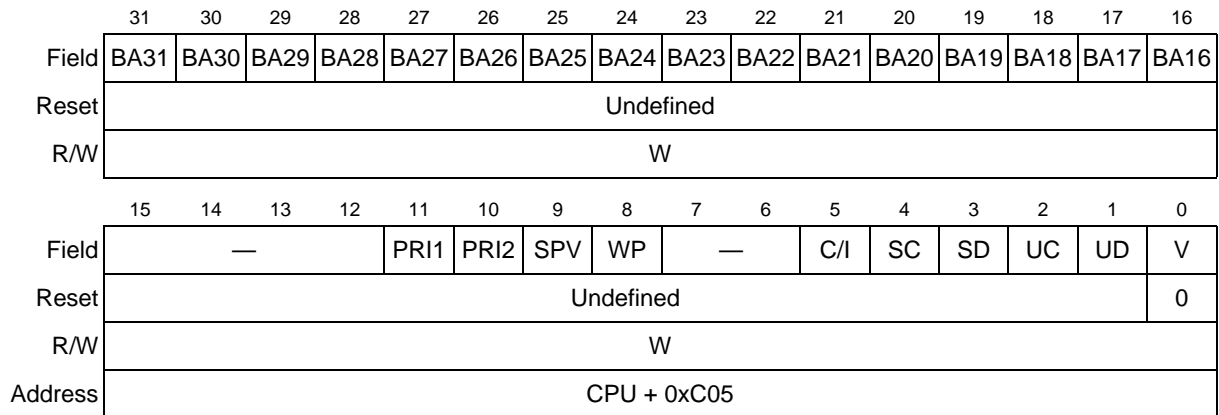 31 30 29 28 27 26 25 24 23 22 21 20 19 18 17 16
Field BA31 BA30 BA29 BA28 BA27 BA26 BA25 BA24 BA23 BA22 BA21 BA20 BA19 BA18 BA17 BA16
Reset Undefined
R/W W
15 14 13 12 11 10 9 8 7 6 5 4 3 2 1 0
Field — PRI1 PRI2 SPV WP — C/I SC SD UC UD V
Reset Undefined 0
R/W W
Address CPU + 0xC05